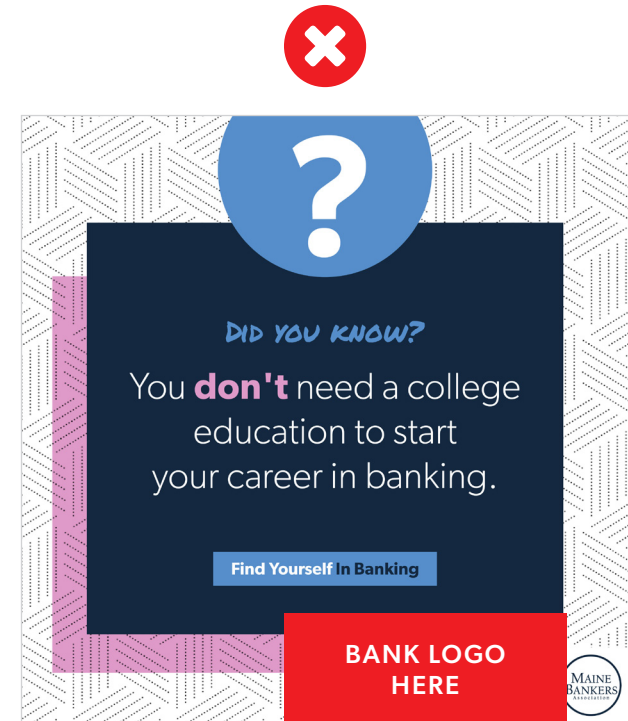 ?
DID YOU KNOW?
You don't need a college
education to start
your career in banking.
Find Yourself In Banking
BANK LOGO
HERE
MAINE
BANKERS
Association